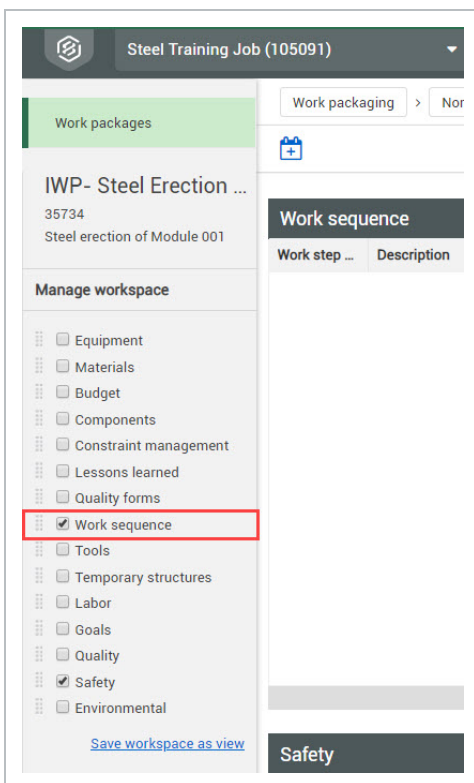 Steel Training Job (105091)
Work packages
Work packaging > Nor
IWP- Steel Erection ...
35734
Steel erection of Module 001
Work sequence
Work step ... Description
Manage workspace
Equipment
Materials
Budget
Components
Constraint management
Lessons learned
Quality forms
Work sequence
Tools
Temporary structures
Labor
Goals
Quality
Safety
Environmental
Save workspace as view
Safety